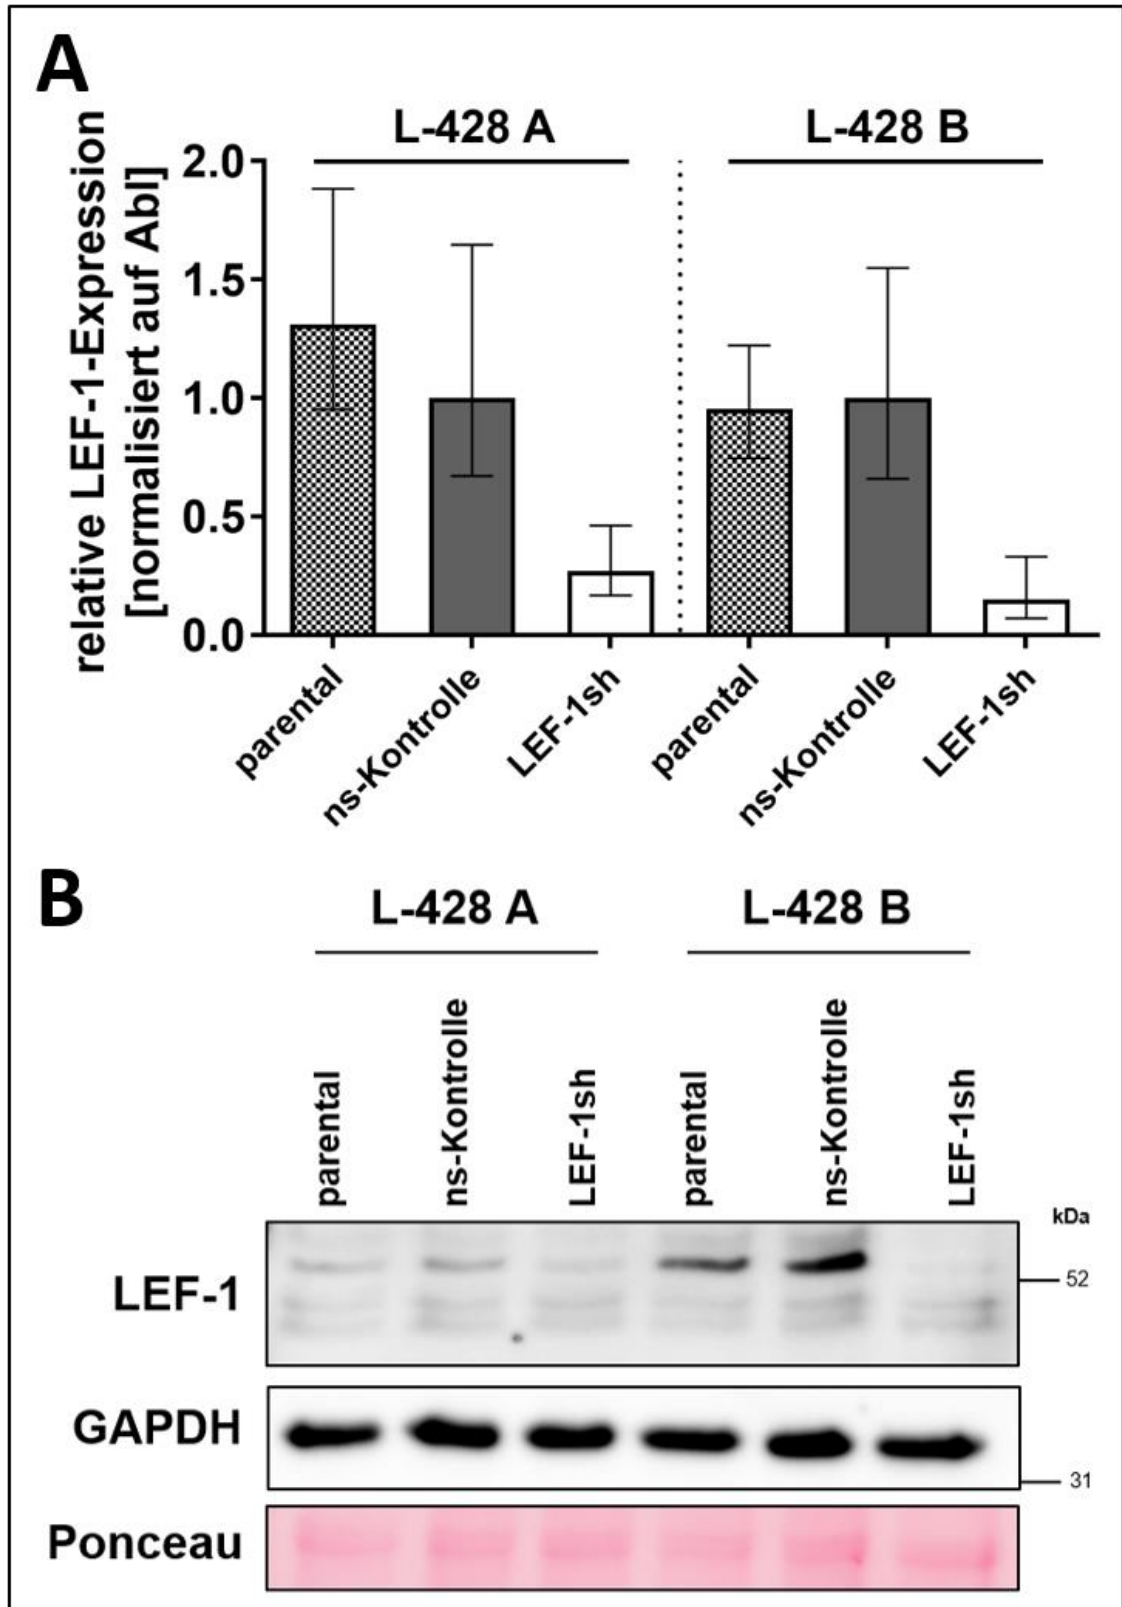 A
L-428 A
L-428 B
relative LEF-1-Expression
[normalisiert auf Abl]
2.0
1.5
1.0
0.5
0.0
parental
ns-Kontrolle
LEF-1sh
parental
ns-Kontrolle
LEF-1sh
B
L-428 A
L-428 B
parental
ns-Kontrolle
LEF-1sh
parental
ns-Kontrolle
LEF-1sh
kDa
LEF-1
52
GAPDH
31
Ponceau